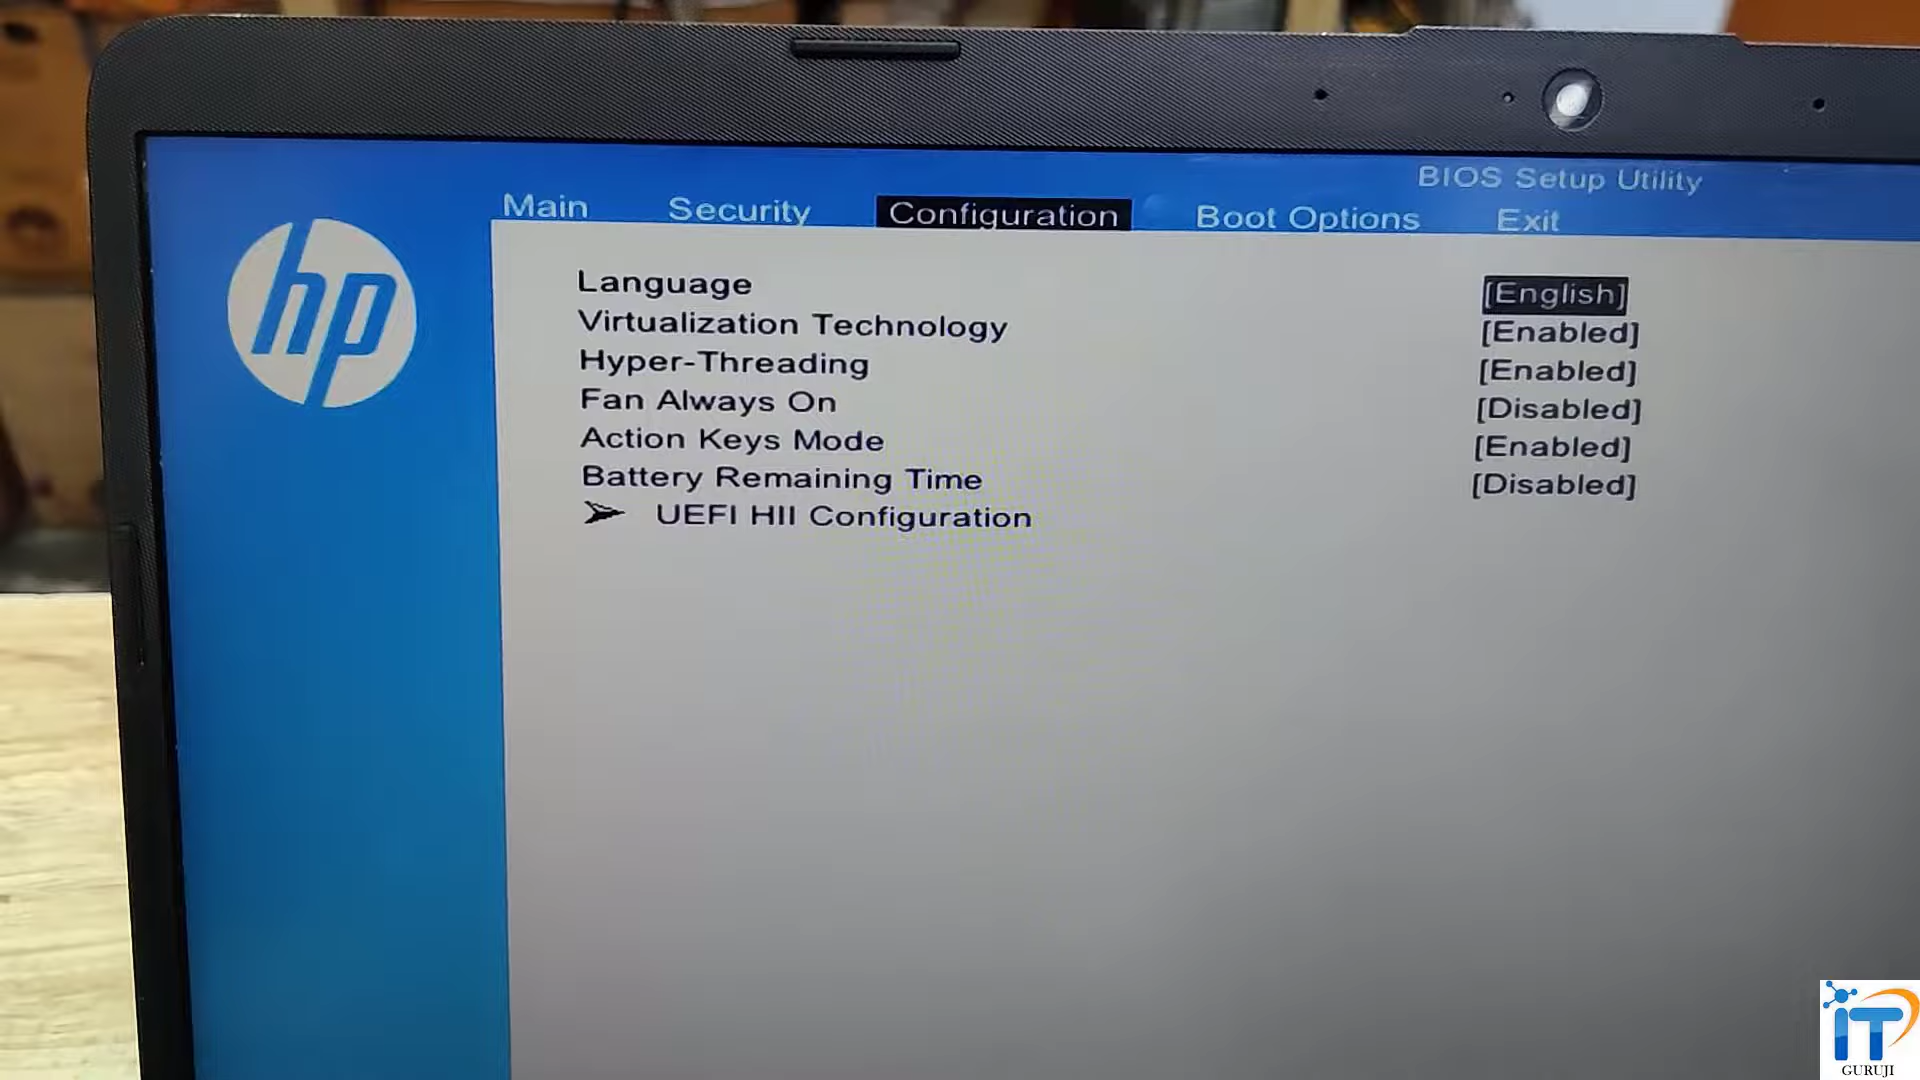 BIOS Setup Utility
Main Security Configuration Boot Options Exit
hp
Language [English]
Virtualization Technology [Enabled]
Hyper-Threading [Enabled]
Fan Always On [Disabled]
Action Keys Mode [Enabled]
Battery Remaining Time [Disabled]
UEFI HII Configuration
IT
GURUJI